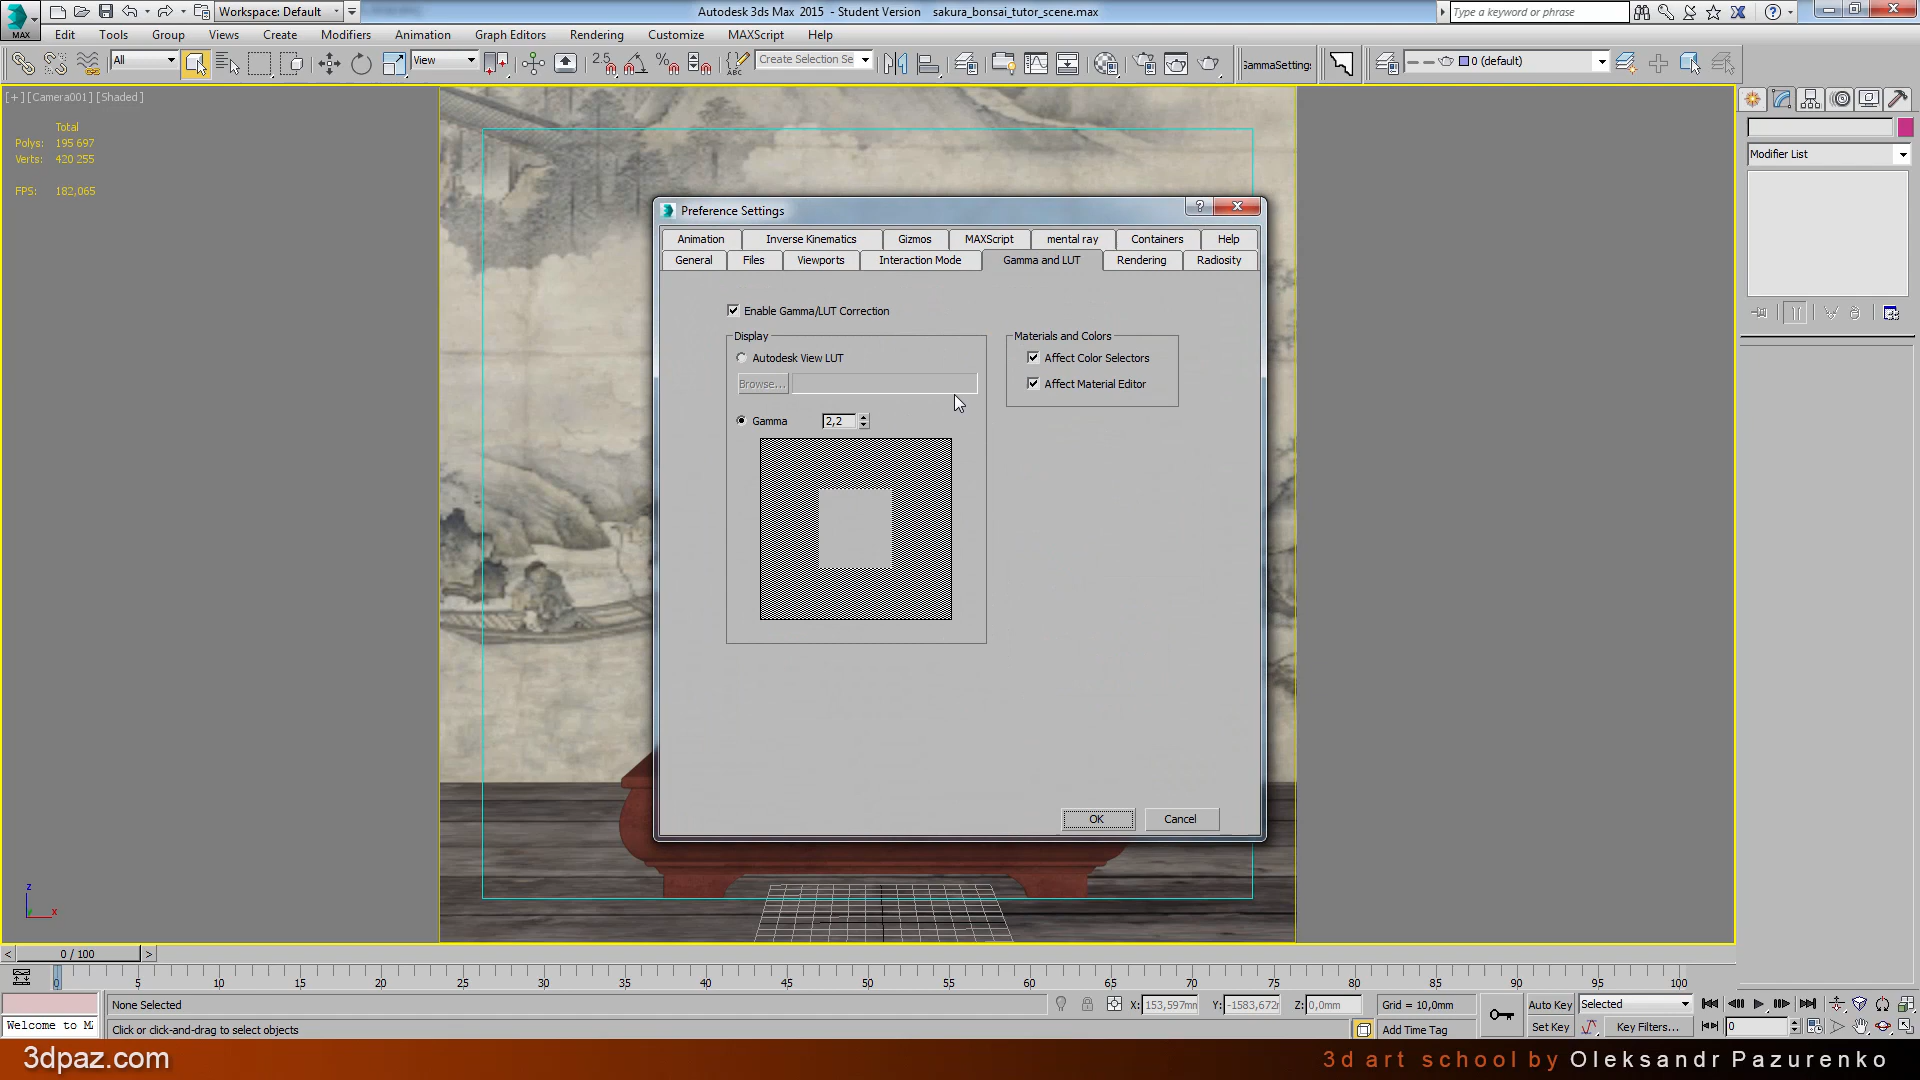 Workspace: Default
Autodesk 3ds Max 2015 - Student Version sakura_bonsai_tutor_scene.max
Type a keyword or phrase
MAX
Edit Tools Group Views Create Modifiers Animation Graph Editors Rendering Customize MAXScript Help
All
View
2.5
ABC
Create Selection Se
GammaSettings
0 (default)
[+] [Camera001] [Shaded]
Total
Polys: 195 697
Verts: 420 255
FPS: 182,065
Modifier List
Preference Settings
Animation Inverse Kinematics Gizmos MAXScript mental ray Containers Help
General Files Viewports Interaction Mode Gamma and LUT Rendering Radiosity
Enable Gamma/LUT Correction
Display
Autodesk View LUT
Browse...
Gamma 2,2
Materials and Colors
Affect Color Selectors
Affect Material Editor
OK Cancel
z
x
0 / 100
0 5 10 15 20 25 30 35 40 45 50 55 60 65 70 75 80 85 90 95 100
None Selected
X: 153,597mm Y: -1583,672m Z: 0,0mm Grid = 10,0mm
Auto Key Selected
Welcome to MA
Click or click-and-drag to select objects
Add Time Tag
Set Key Key Filters... 0
3dpaz.com
3d art school by Oleksandr Pazurenko